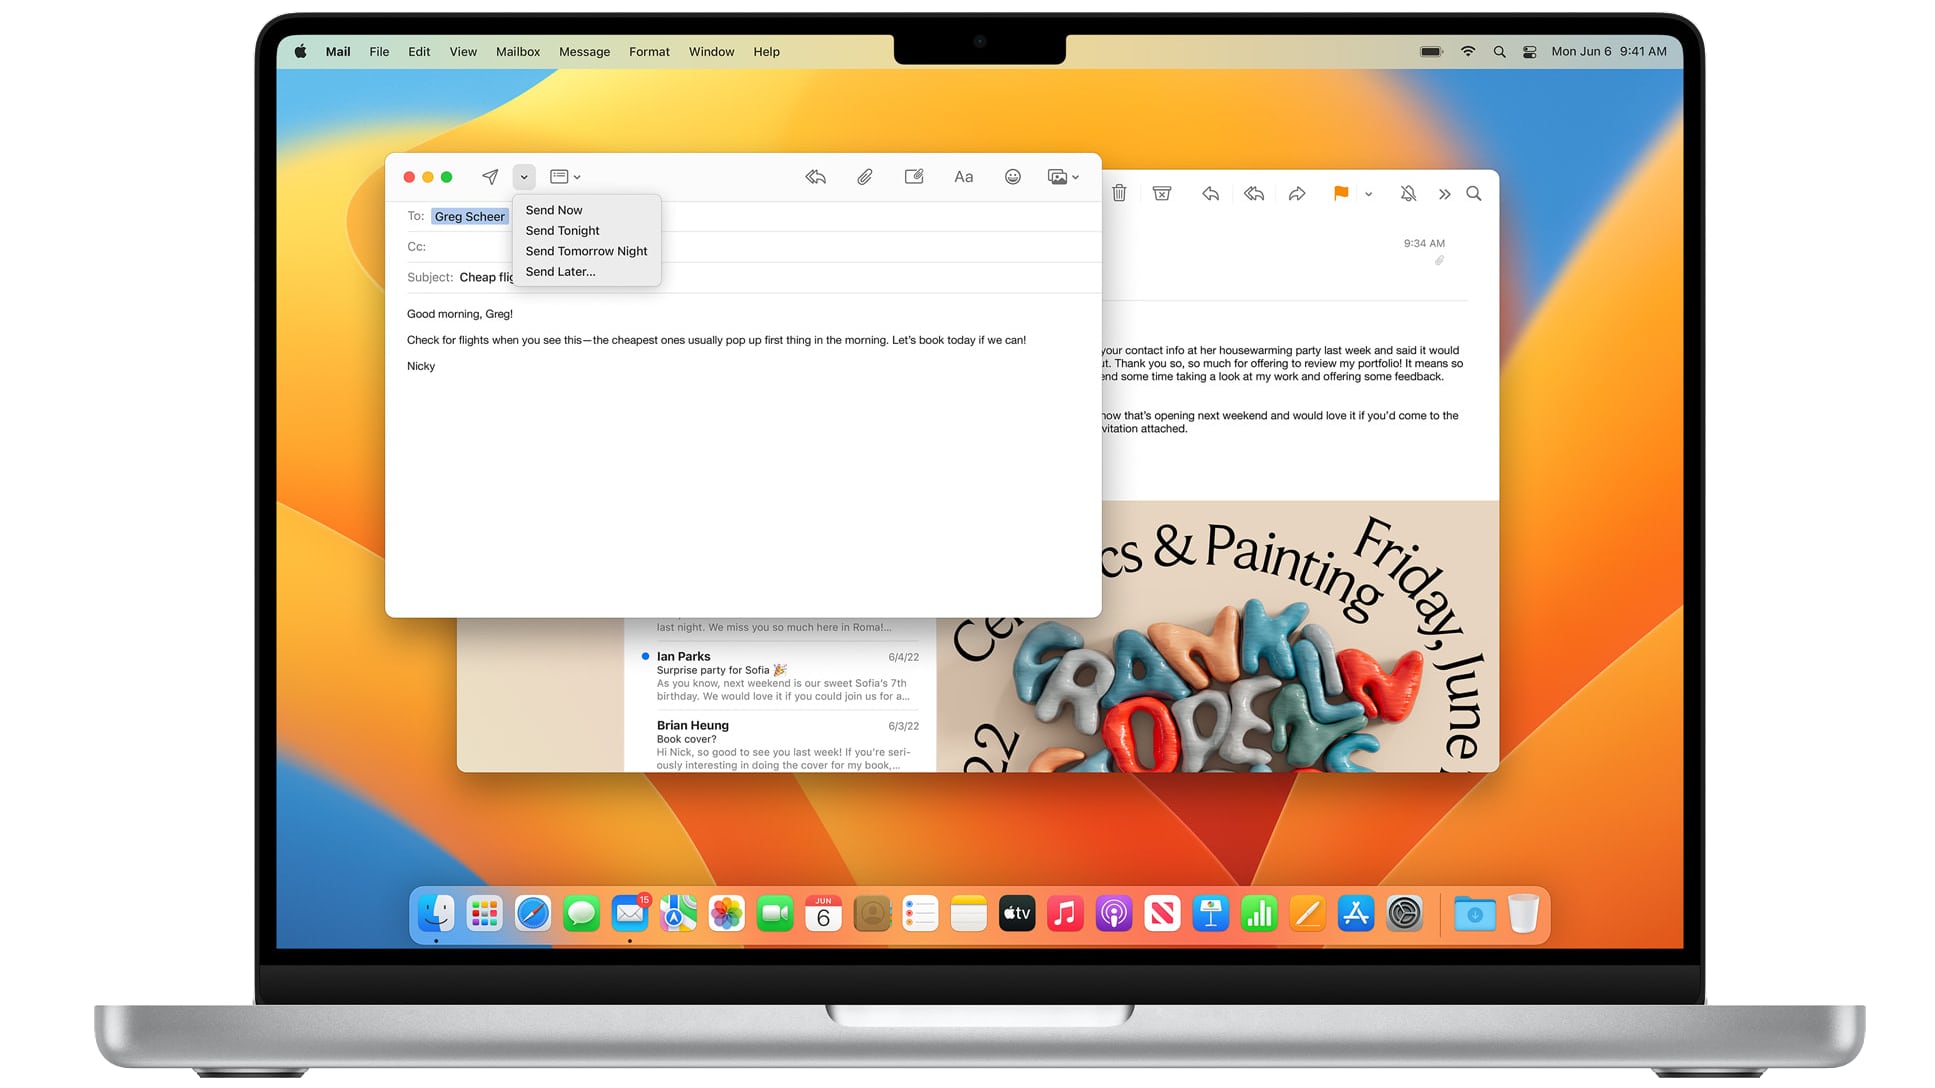 Mail File Edit View Mailbox Message Format Window Help Mon Jun 6 9:41 AM
Aa
To: Greg Scheer
Send Now
Send Tonight
Cc:
Send Tomorrow Night
Subject: Cheap
Send Later...
Good morning, Greg!
Check for flights when you see this—the cheapest ones usually pop up first thing in the morning. Let’s book today if we can!
Nicky
9:34 AM
your contact info at her housewarming party last week and said it would
Thank you so, so much for offering to review my portfolio! It means so
some time taking a look at my work and offering some feedback.
that’s opening next weekend and would love it if you’d come to the
attached.
& Painting
Friday, June
FRANKLIN
OPEN
last night. We miss you so much here in Roma!...
Ian Parks 6/4/22
Surprise party for Sofia 🎉
As you know, next weekend is our sweet Sofia’s 7th
birthday. We would love it if you could join us for a...
Brian Heung 6/3/22
Book cover?
Hi Nick, so good to see you last week! If you’re seri-
ously interesting in doing the cover for my book,...
15
JUN
6
tv